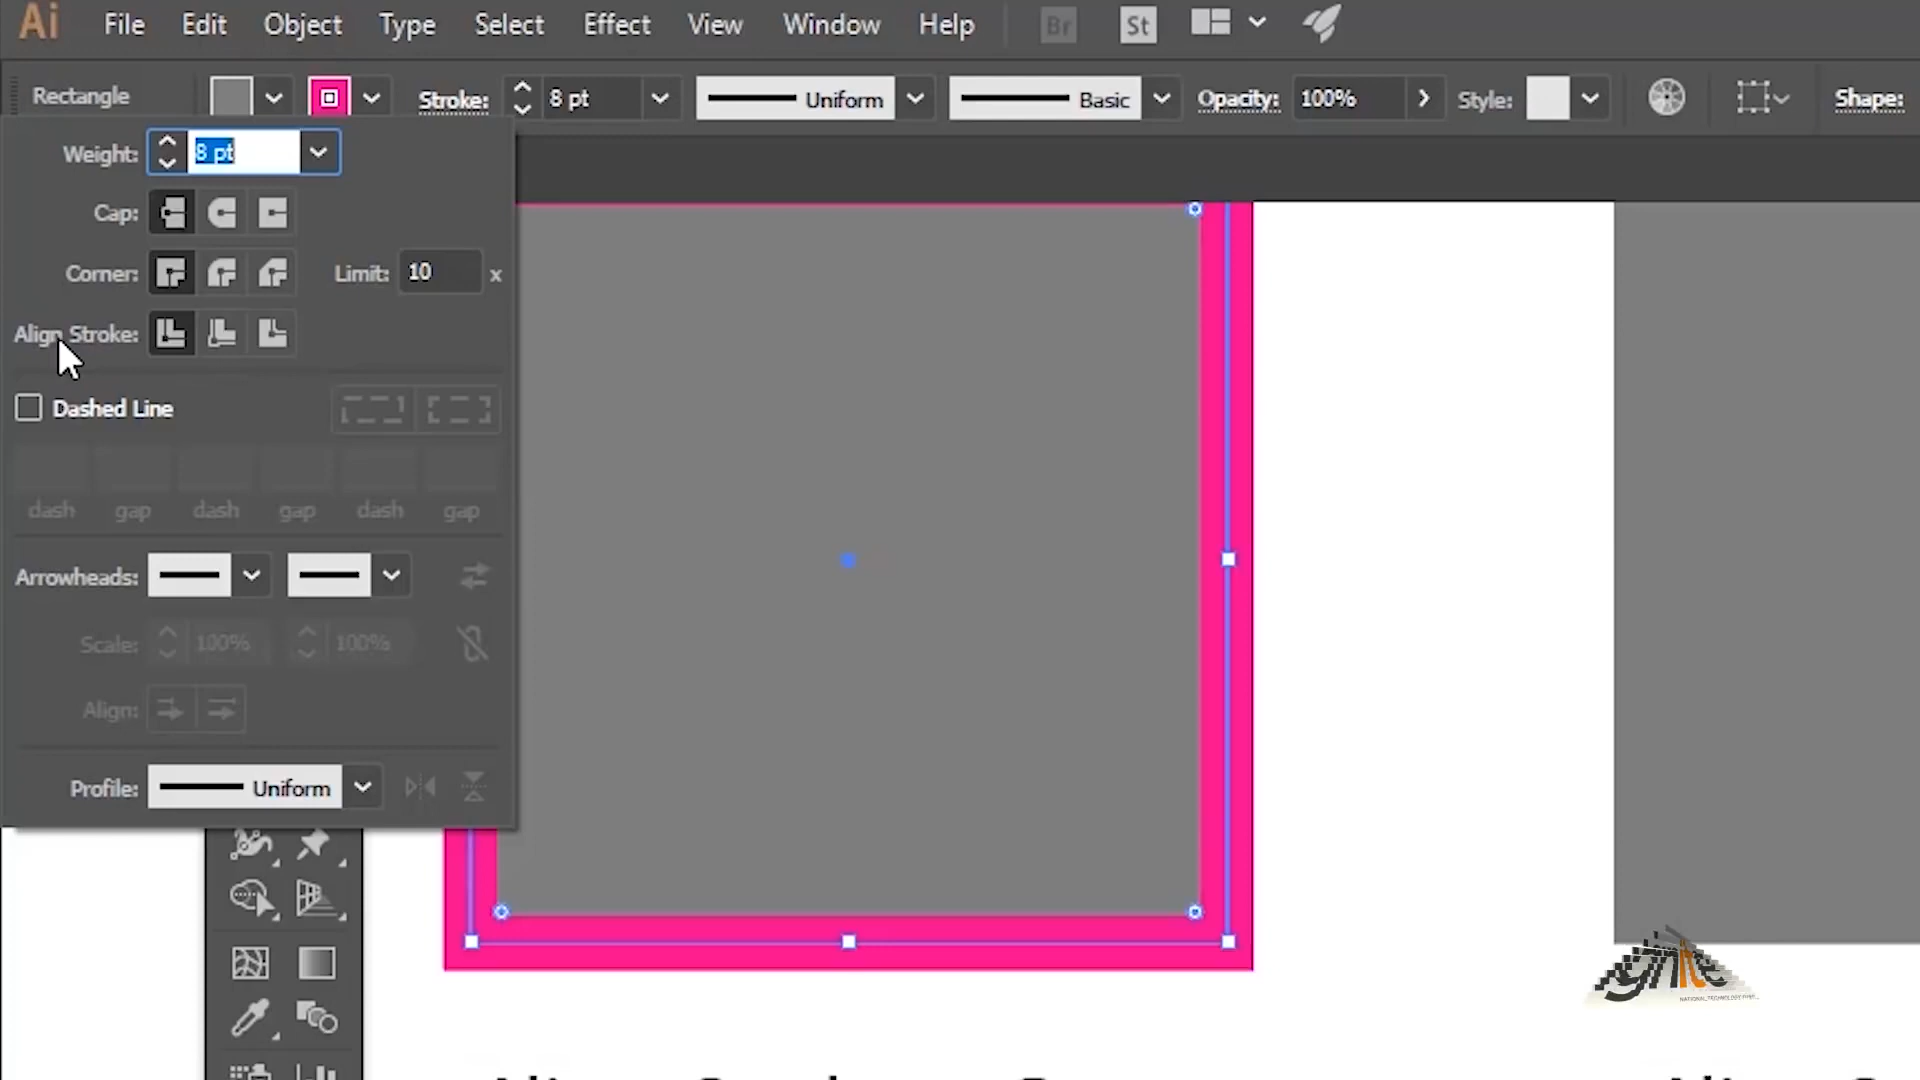 Ai File Edit Object Type Select Effect View Window Help Br St
Rectangle Stroke: 8 pt Uniform Basic Opacity: 100% Style: Shape:
Weight: 8 pt
Cap:
Corner: Limit: 10 x
Align Stroke:
Dashed Line
dash gap dash gap dash gap
Arrowheads:
Scale: 100% 100%
Align:
Profile: Uniform
ignite